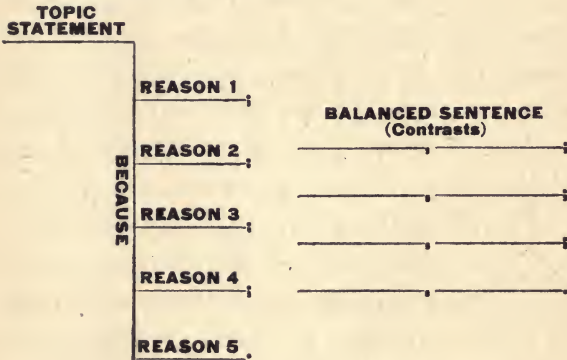 TOPIC
STATEMENT
BECAUSE
REASON 1
REASON 2
REASON 3
REASON 4
REASON 5
BALANCED SENTENCE
(Contrasts)